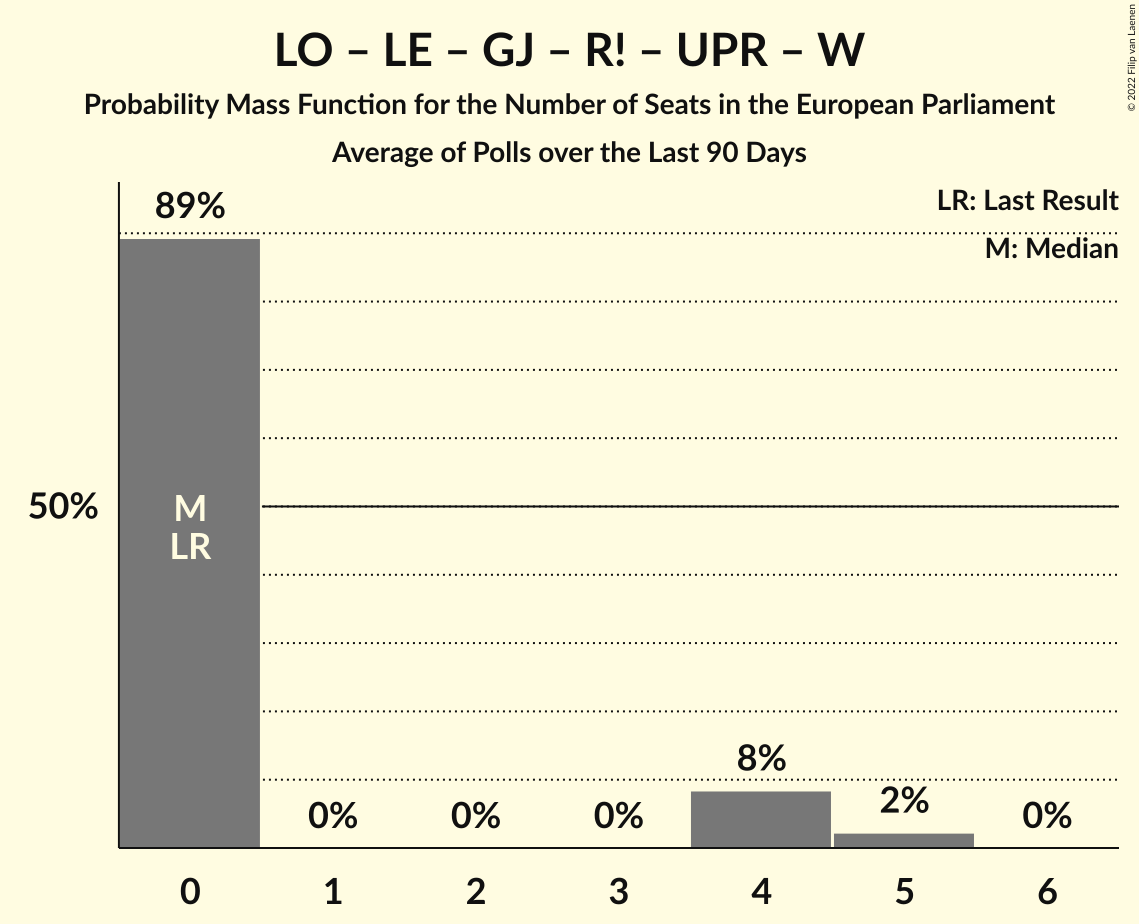 LO – LE – GJ – R! – UPR – W
Probability Mass Function for the Number of Seats in the European Parliament
Average of Polls over the Last 90 Days
© 2022 Filip van Laenen
LR: Last Result
M: Median
89%
50%
M
LR
0%
0%
0%
8%
2%
0%
0
1
2
3
4
5
6